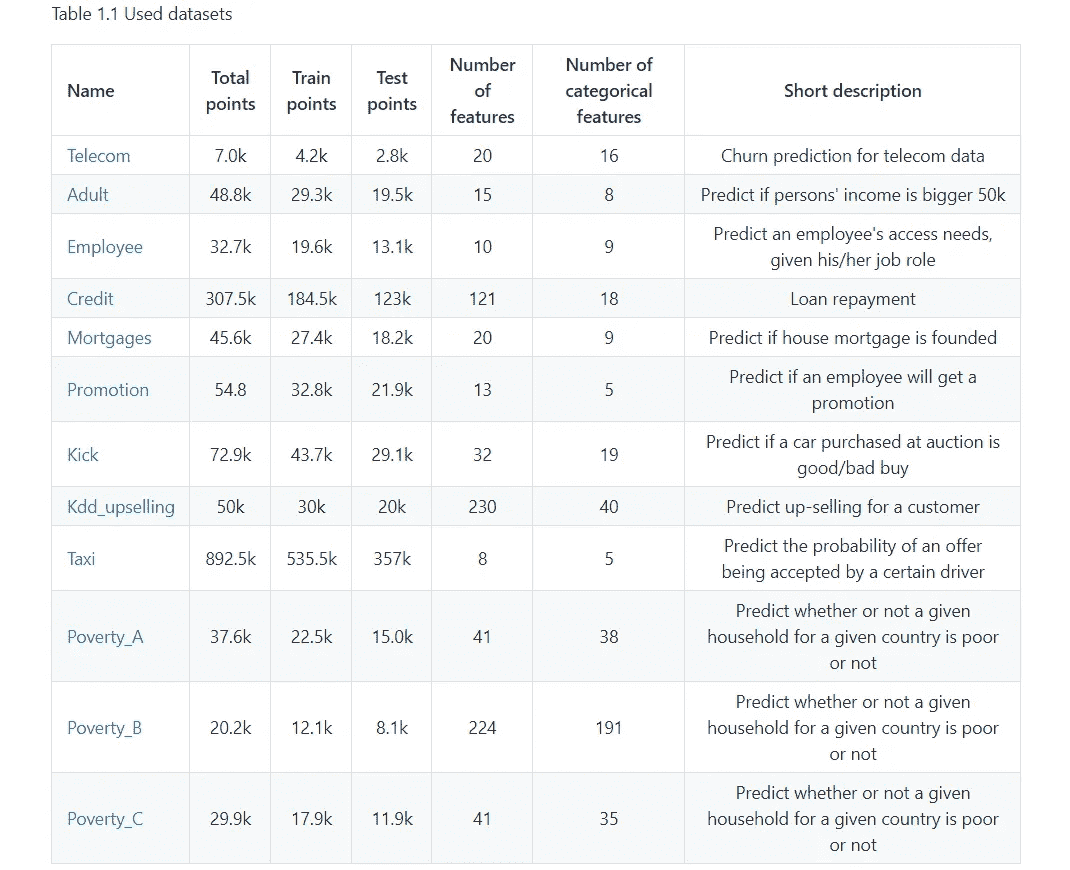 Table 1.1 Used datasets
Name Total points Train points Test points Number of features Number of categorical features Short description
Telecom 7.0k 4.2k 2.8k 20 16 Churn prediction for telecom data
Adult 48.8k 29.3k 19.5k 15 8 Predict if persons' income is bigger 50k
Employee 32.7k 19.6k 13.1k 10 9 Predict an employee's access needs, given his/her job role
Credit 307.5k 184.5k 123k 121 18 Loan repayment
Mortgages 45.6k 27.4k 18.2k 20 9 Predict if house mortgage is founded
Promotion 54.8 32.8k 21.9k 13 5 Predict if an employee will get a promotion
Kick 72.9k 43.7k 29.1k 32 19 Predict if a car purchased at auction is good/bad buy
Kdd_upselling 50k 30k 20k 230 40 Predict up-selling for a customer
Taxi 892.5k 535.5k 357k 8 5 Predict the probability of an offer being accepted by a certain driver
Poverty_A 37.6k 22.5k 15.0k 41 38 Predict whether or not a given household for a given country is poor or not
Poverty_B 20.2k 12.1k 8.1k 224 191 Predict whether or not a given household for a given country is poor or not
Poverty_C 29.9k 17.9k 11.9k 41 35 Predict whether or not a given household for a given country is poor or not